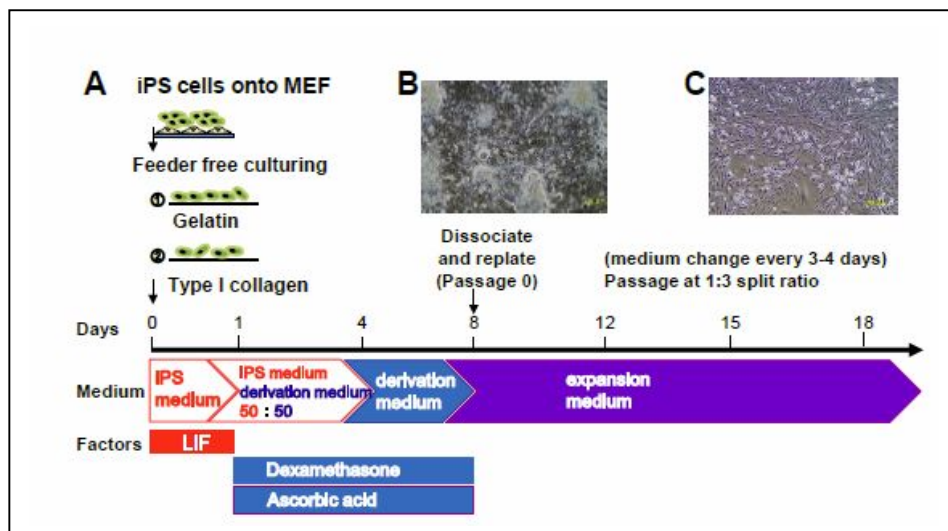 A
iPS cells onto MEF
Feeder free culturing
①
Gelatin
②
Type I collagen
B
C
Dissociate
and replate
(Passage 0)
(medium change every 3-4 days)
Passage at 1:3 split ratio
Days
0 1 4 8 12 15 18
Medium
IPS
medium
IPS medium
derivation medium
50 : 50
derivation
medium
expansion
medium
Factors
LIF
Dexamethasone
Ascorbic acid